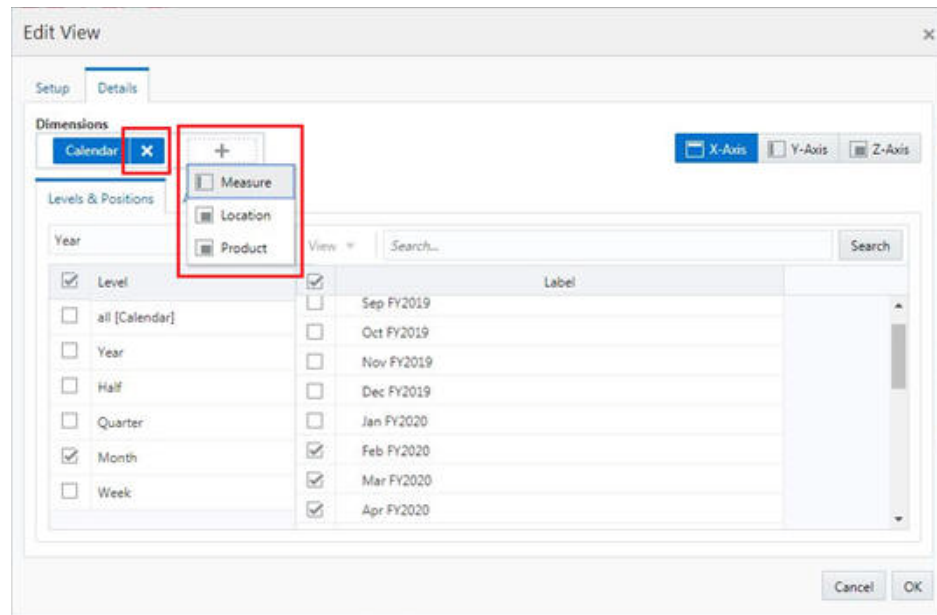 Edit View
Setup Details
Dimensions
Calendar
X-Axis Y-Axis Z-Axis
Measure
Location
Product
Levels & Positions
Year View Search... Search
Level Label
all [Calendar]
Year
Half
Quarter
Month
Week
Sep FY2019
Oct FY2019
Nov FY2019
Dec FY2019
Jan FY2020
Feb FY2020
Mar FY2020
Apr FY2020
Cancel OK